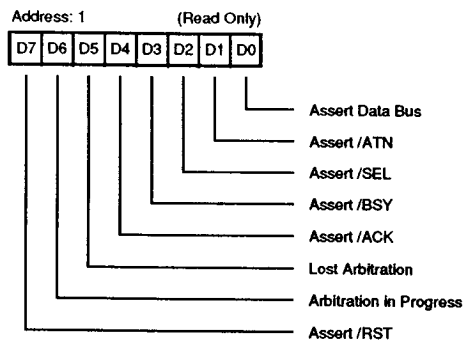 Address: 1 (Read Only)
D7 D6 D5 D4 D3 D2 D1 D0
Assert Data Bus
Assert /ATN
Assert /SEL
Assert /BSY
Assert /ACK
Lost Arbitration
Arbitration in Progress
Assert /RST